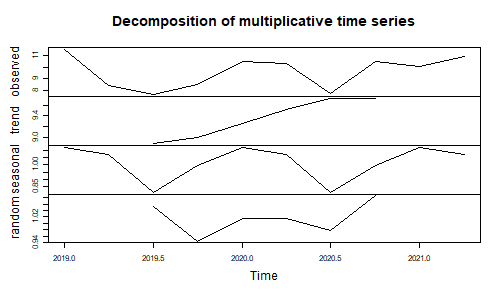 Decomposition of multiplicative time series
observed
8 9 11
trend
9.0 9.4
seasonal
0.85 1.00
random
0.94 1.02
2019.0 2019.5 2020.0 2020.5 2021.0
Time